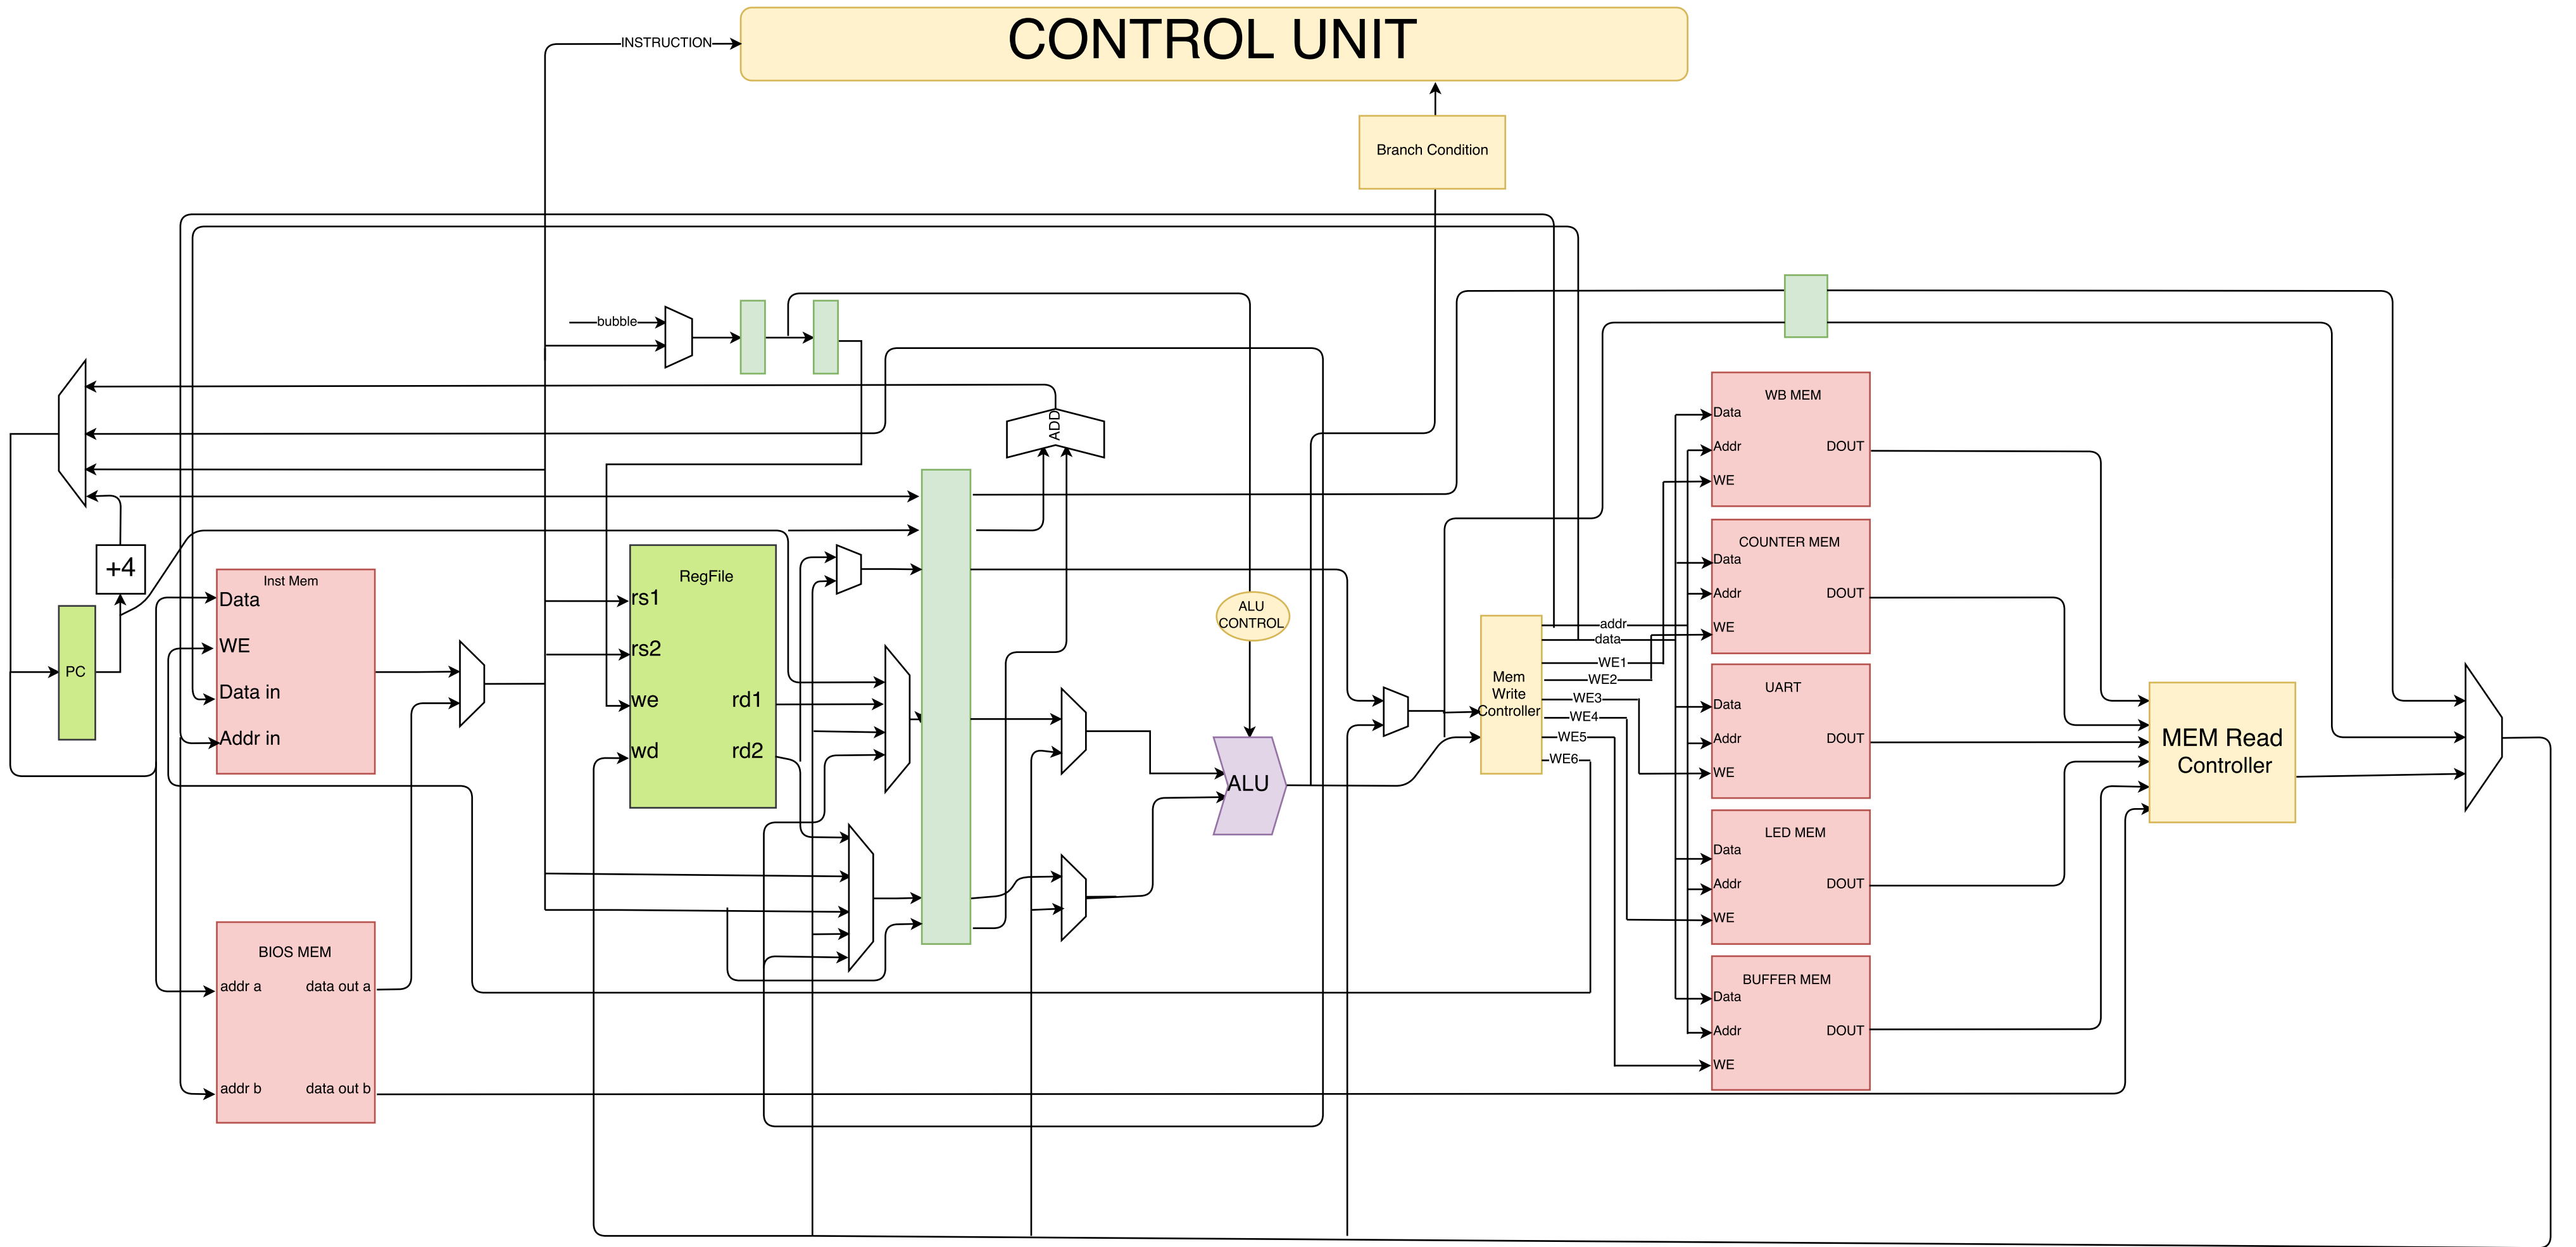 CONTROL UNIT
INSTRUCTION
Branch Condition
bubble
ADD
+4
PC
Inst Mem
Data
WE
Data in
Addr in
RegFile
rs1
rs2
we
rd1
wd
rd2
ALU
CONTROL
ALU
Mem
Write
Controller
addr
data
WE1
WE2
WE3
WE4
WE5
WE6
WB MEM
Data
Addr
DOUT
WE
COUNTER MEM
Data
Addr
DOUT
WE
UART
Data
Addr
DOUT
WE
LED MEM
Data
Addr
DOUT
WE
BUFFER MEM
Data
Addr
DOUT
WE
MEM Read
Controller
BIOS MEM
addr a
data out a
addr b
data out b